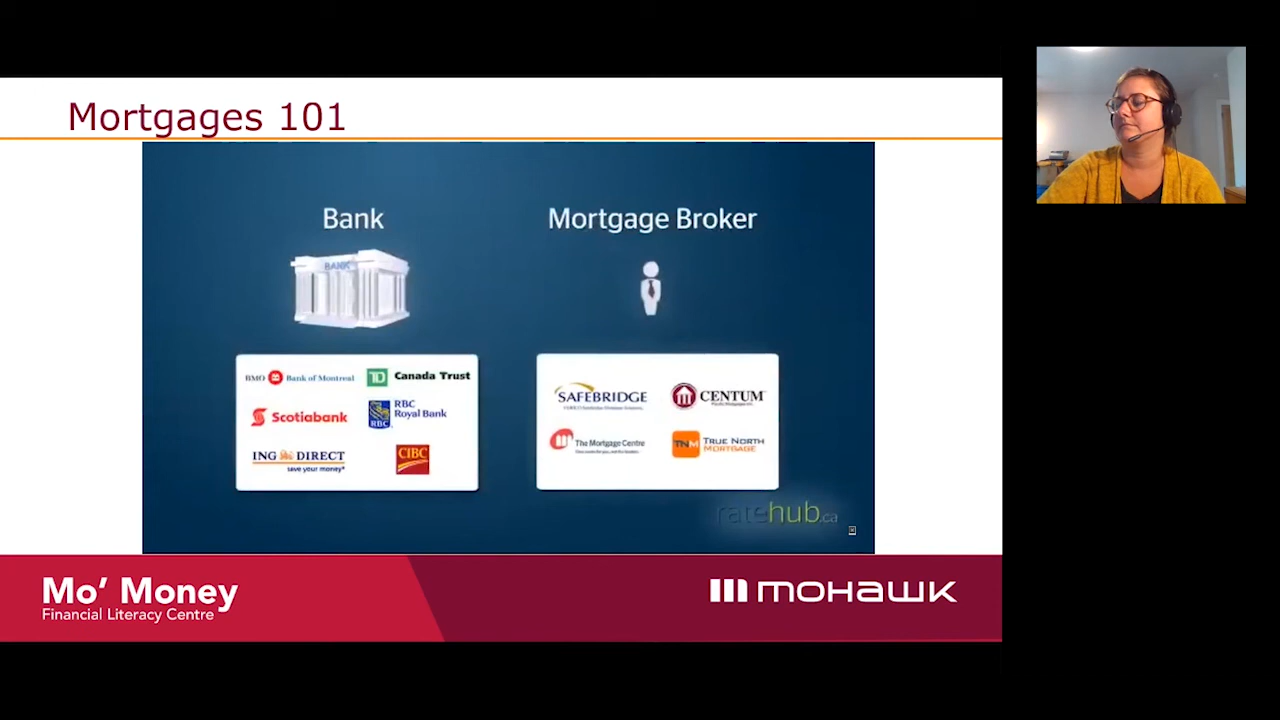 Mortgages 101
Bank
Mortgage Broker
BANK
BMO Bank of Montreal
TD Canada Trust
Scotiabank
RBC
RBC
Royal Bank
ING DIRECT
save your money
CIBC
SAFEBRIDGE
CENTUM
The Mortgage Centre
TNM
TRUE NORTH
MORTGAGE
ratehub.ca
Mo' Money
Financial Literacy Centre
mohawk